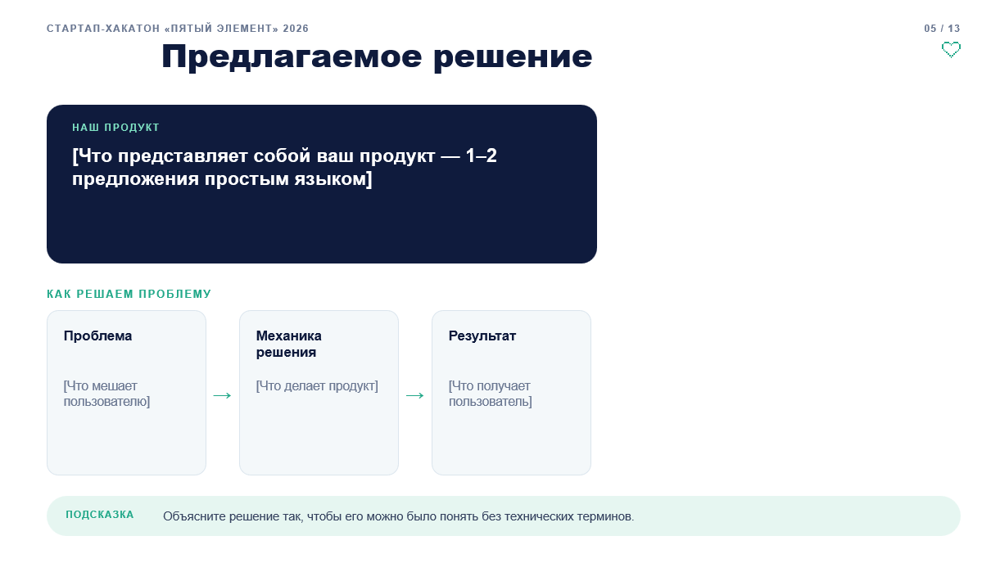 СТАРТАП-ХАКАТОН «ПЯТЫЙ ЭЛЕМЕНТ» 2026
05 / 13
Предлагаемое решение
НАШ ПРОДУКТ
[Что представляет собой ваш продукт — 1–2
предложения простым языком]
КАК РЕШАЕМ ПРОБЛЕМУ
Проблема
[Что мешает
пользователю]
→
Механика
решения
[Что делает продукт]
→
Результат
[Что получает
пользователь]
ПОДСКАЗКА
Объясните решение так, чтобы его можно было понять без технических терминов.